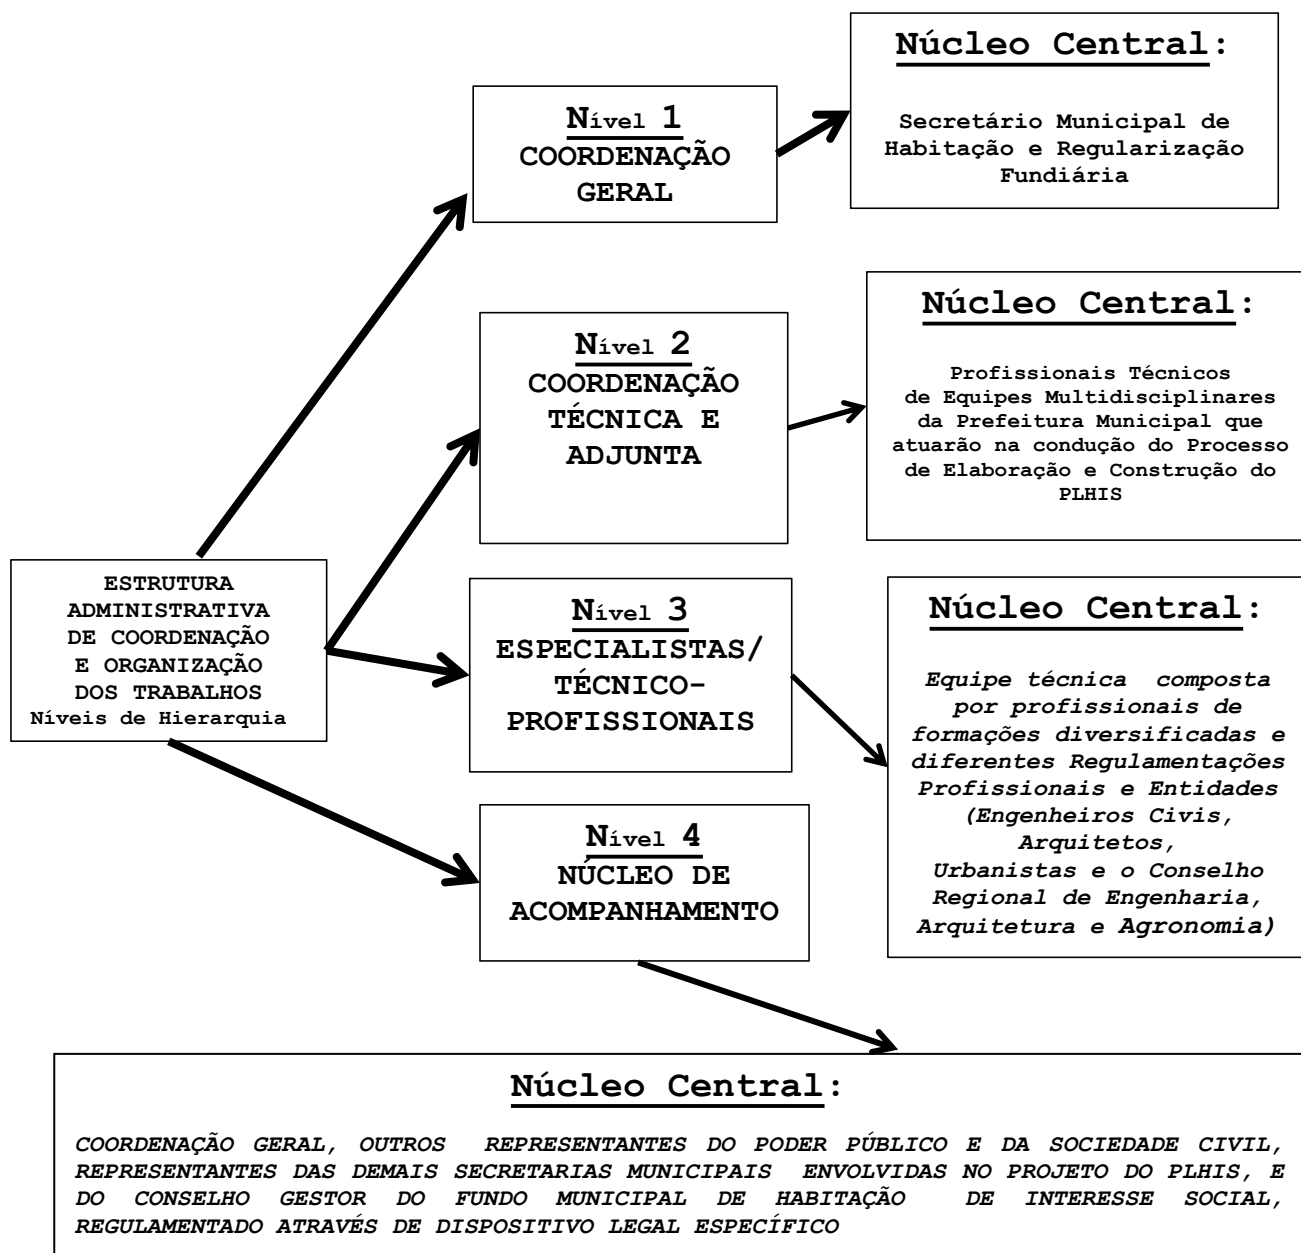 Nível 1
COORDENAÇÃO
GERAL
Núcleo Central:
Secretário Municipal de
Habitação e Regularização
Fundiária
Nível 2
COORDENAÇÃO
TÉCNICA E
ADJUNTA
Núcleo Central:
Profissionais Técnicos
de Equipes Multidisciplinares
da Prefeitura Municipal que
atuarão na condução do Processo
de Elaboração e Construção do
PLHIS
ESTRUTURA
ADMINISTRATIVA
DE COORDENAÇÃO
E ORGANIZAÇÃO
DOS TRABALHOS
Níveis de Hierarquia
Nível 3
ESPECIALISTAS/
TÉCNICO-
PROFISSIONAIS
Núcleo Central:
Equipe técnica composta
por profissionais de
formações diversificadas e
diferentes Regulamentações
Profissionais e Entidades
(Engenheiros Civis,
Arquitetos,
Urbanistas e o Conselho
Regional de Engenharia,
Arquitetura e Agronomia)
Nível 4
NÚCLEO DE
ACOMPANHAMENTO
Núcleo Central:
COORDENAÇÃO GERAL, OUTROS REPRESENTANTES DO PODER PÚBLICO E DA SOCIEDADE CIVIL,
REPRESENTANTES DAS DEMAIS SECRETARIAS MUNICIPAIS ENVOLVIDAS NO PROJETO DO PLHIS, E
DO CONSELHO GESTOR DO FUNDO MUNICIPAL DE HABITAÇÃO DE INTERESSE SOCIAL,
REGULAMENTADO ATRAVÉS DE DISPOSITIVO LEGAL ESPECÍFICO